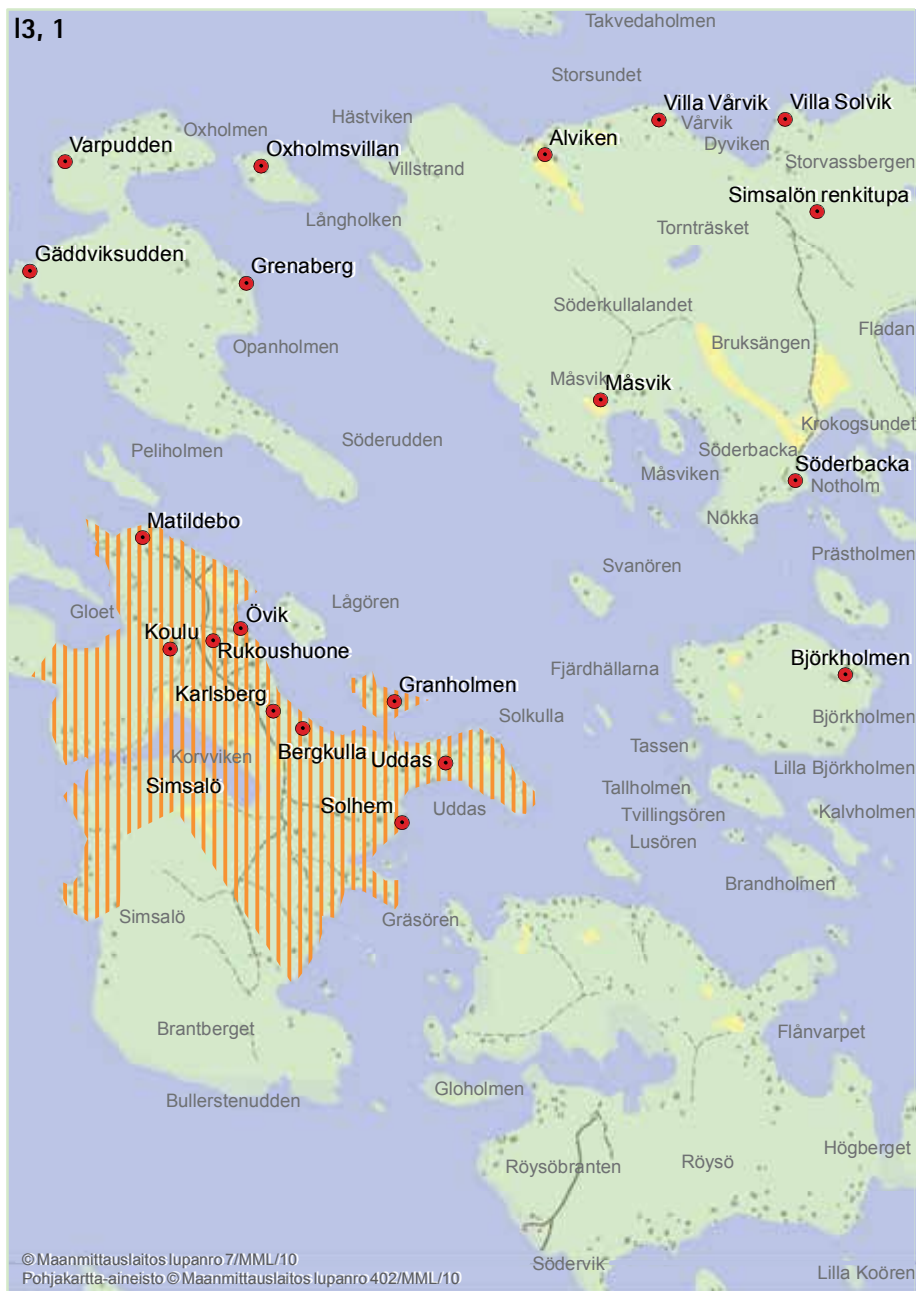 I3, 1
Takvedaholmen
Storsundet
Villa Vårvik
Villa Solvik
Hästviken
Oxholmen
Vårvik
Varpudden
Oxholmsvillan
Alviken
Dyviken
Villstrand
Storvassbergen
Simsalön renkitupa
Långholken
Torntrãsket
Gäddviksudden
Grenaberg
Söderkullalandet
Fladan
Bruksängen
Opanholmen
Måsvik
Måsvik
Krokogsundet
Söderudden
Peliholmen
Söderbacka
Måsviken
Söderbacka
Notholm
Matildebo
Nökka
Prästholmen
Svanören
Lågören
Gloet
Övik
Koulu
Rukoushuone
Björkholmen
Fjärdhällarna
Granholmen
Karlsberg
Solkulla
Björkholmen
Korvviken
Bergkulla
Uddas
Tassen
Lilla Björkholmen
Simsalö
Tallholmen
Solhem
Uddas
Tvillingsören
Kalvholmen
Lusören
Brandholmen
Simsalö
Gräsören
Brantberget
Flånvarpet
Bullerstenudden
Gloholmen
Högberget
Röysöbranten
Röysö
© Maanmittauslaitos lupanro 7/MML/10
Södervik
Lilla Koören
Pohjakartta-aineisto © Maanmittauslaitos lupanro 402/MML/10